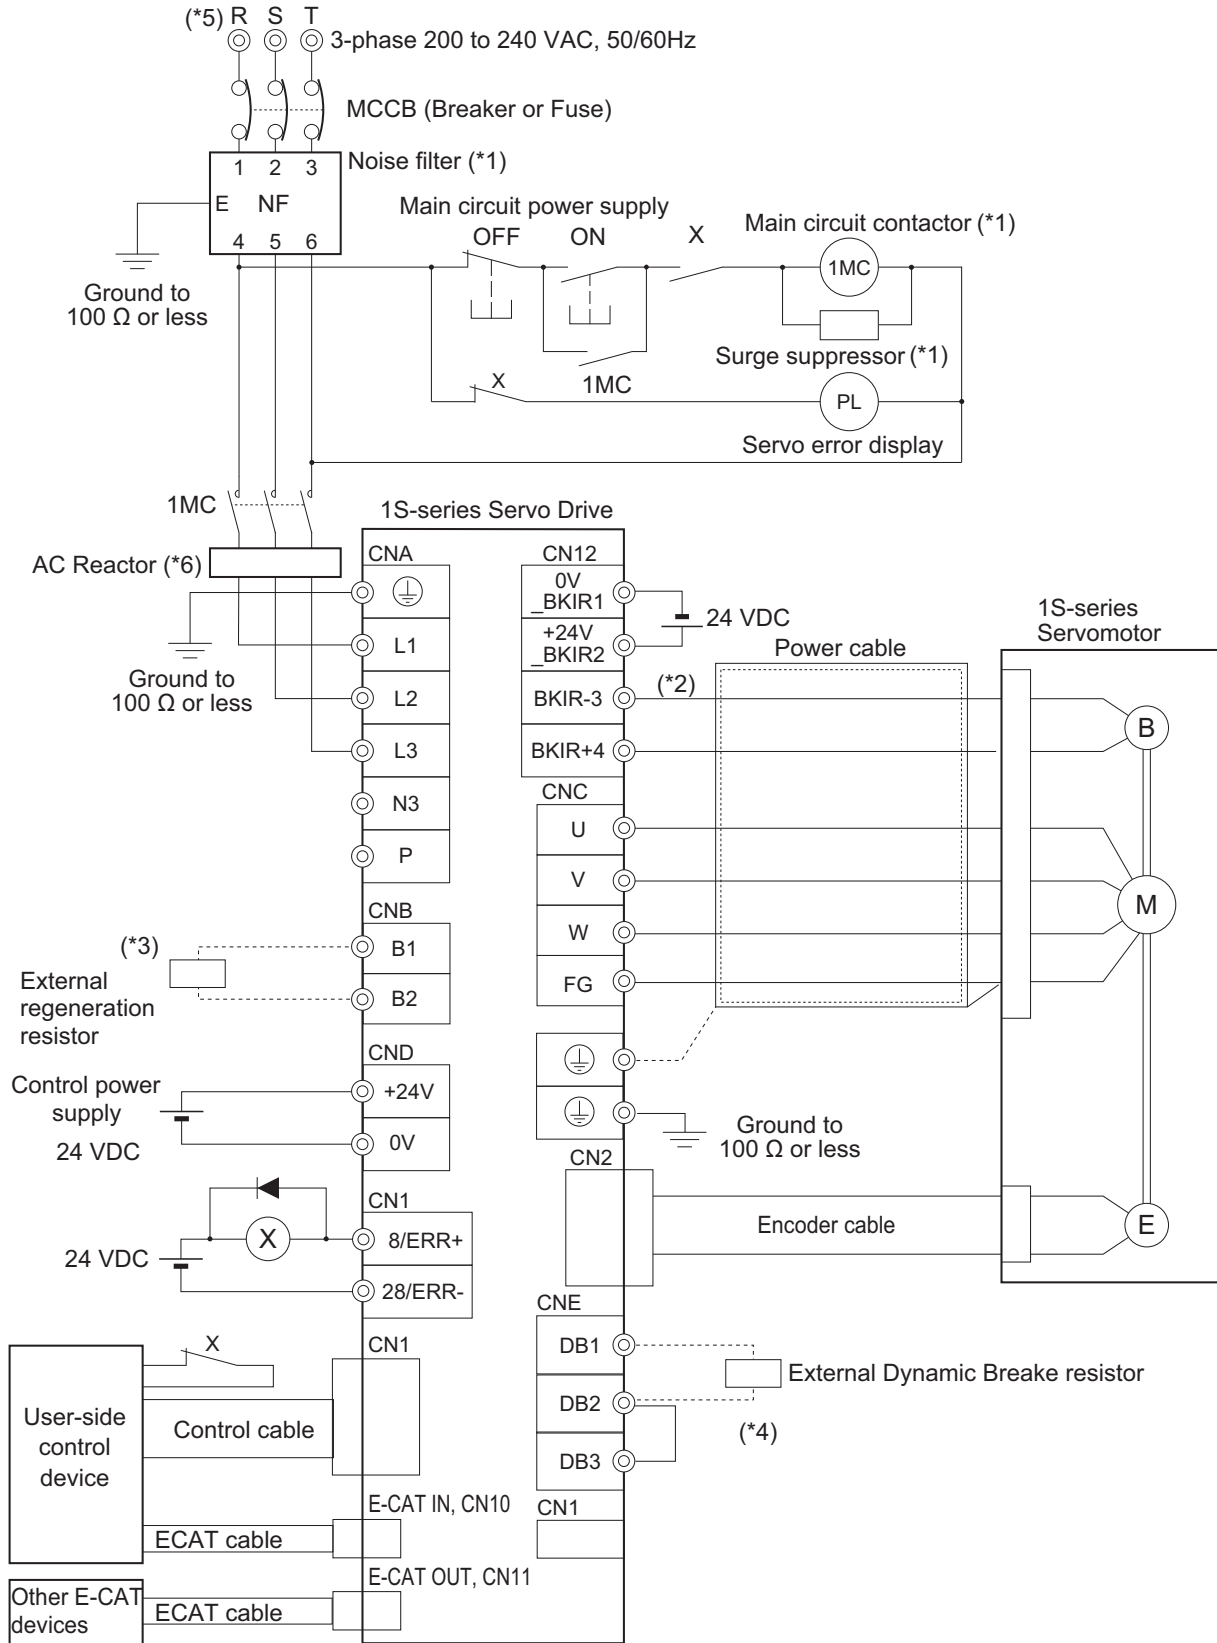 (*5) R S T
3-phase 200 to 240 VAC, 50/60Hz
MCCB (Breaker or Fuse)
1 2 3
Noise filter (*1)
E NF
4 5 6
Ground to
100 Ω or less
Main circuit power supply
OFF ON X
Main circuit contactor (*1)
1MC
Surge suppressor (*1)
1MC
X
PL
Servo error display
1MC
AC Reactor (*6)
Ground to
100 Ω or less
1S-series Servo Drive
CNA
L1
L2
L3
N3
P
CNB
B1
B2
(*3)
External
regeneration
resistor
CND
+24V
0V
Control power
supply
24 VDC
CN1
8/ERR+
28/ERR-
X
24 VDC
CN1
X
User-side
control
device
Control cable
E-CAT IN, CN10
ECAT cable
E-CAT OUT, CN11
Other E-CAT
devices
ECAT cable
CN12
0V
_BKIR1
+24V
_BKIR2
BKIR-3
BKIR+4
24 VDC
(*2)
Power cable
1S-series
Servomotor
B
M
E
CNC
U
V
W
FG
Ground to
100 Ω or less
CN2
Encoder cable
CNE
DB1
DB2
DB3
External Dynamic Breake resistor
(*4)
CN1